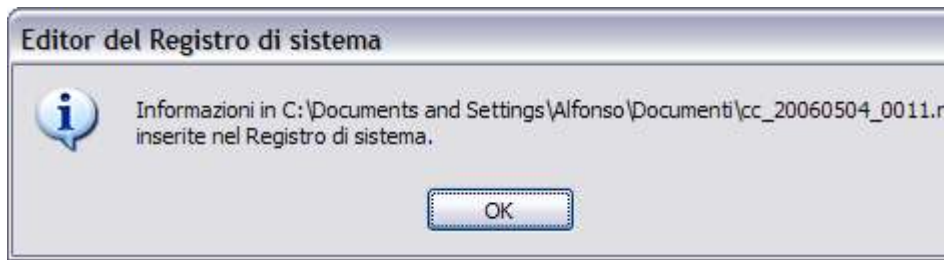 Editor del Registro di sistema
Informazioni in C:\Documents and Settings\Alfonso\Documenti\cc_20060504_0011.r
inserite nel Registro di sistema.
OK